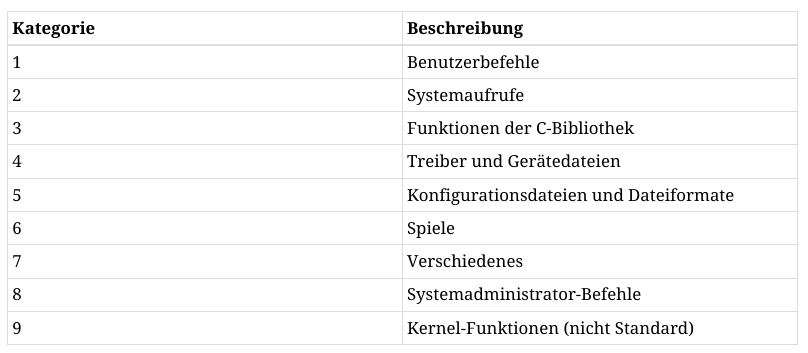 Kategorie Beschreibung
1 Benutzerbefehle
2 Systemaufrufe
3 Funktionen der C-Bibliothek
4 Treiber und Gerätedateien
5 Konfigurationsdateien und Dateiformate
6 Spiele
7 Verschiedenes
8 Systemadministrator-Befehle
9 Kernel-Funktionen (nicht Standard)